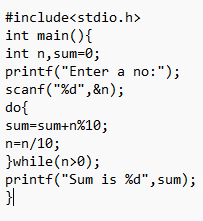 #include<stdio.h>
int main(){
int n,sum=0;
printf("Enter a no:");
scanf("%d",&n);
do{
sum=sum+n%10;
n=n/10;
}while(n>0);
printf("Sum is %d",sum);
}